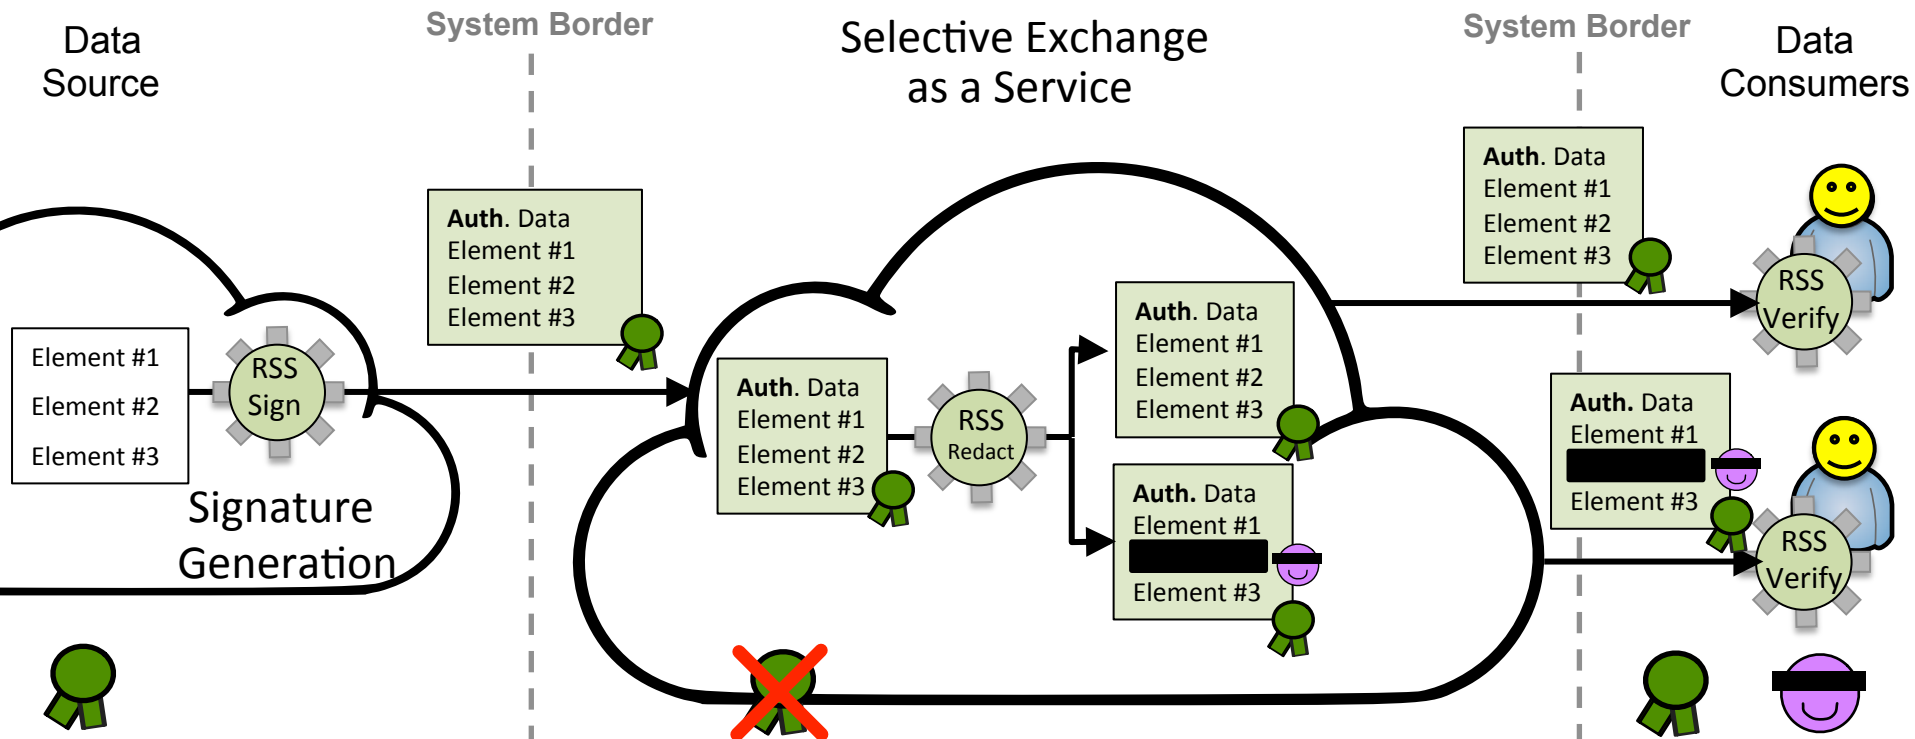 Data
Source
System Border
Selective Exchange
as a Service
System Border
Data
Consumers
Element #1
Element #2
Element #3
RSS
Sign
Signature
Generation
Auth. Data
Element #1
Element #2
Element #3
Auth. Data
Element #1
Element #2
Element #3
RSS
Redact
Auth. Data
Element #1
Element #2
Element #3
Auth. Data
Element #1
Element #3
Auth. Data
Element #1
Element #2
Element #3
RSS
Verify
Auth. Data
Element #1
Element #3
RSS
Verify